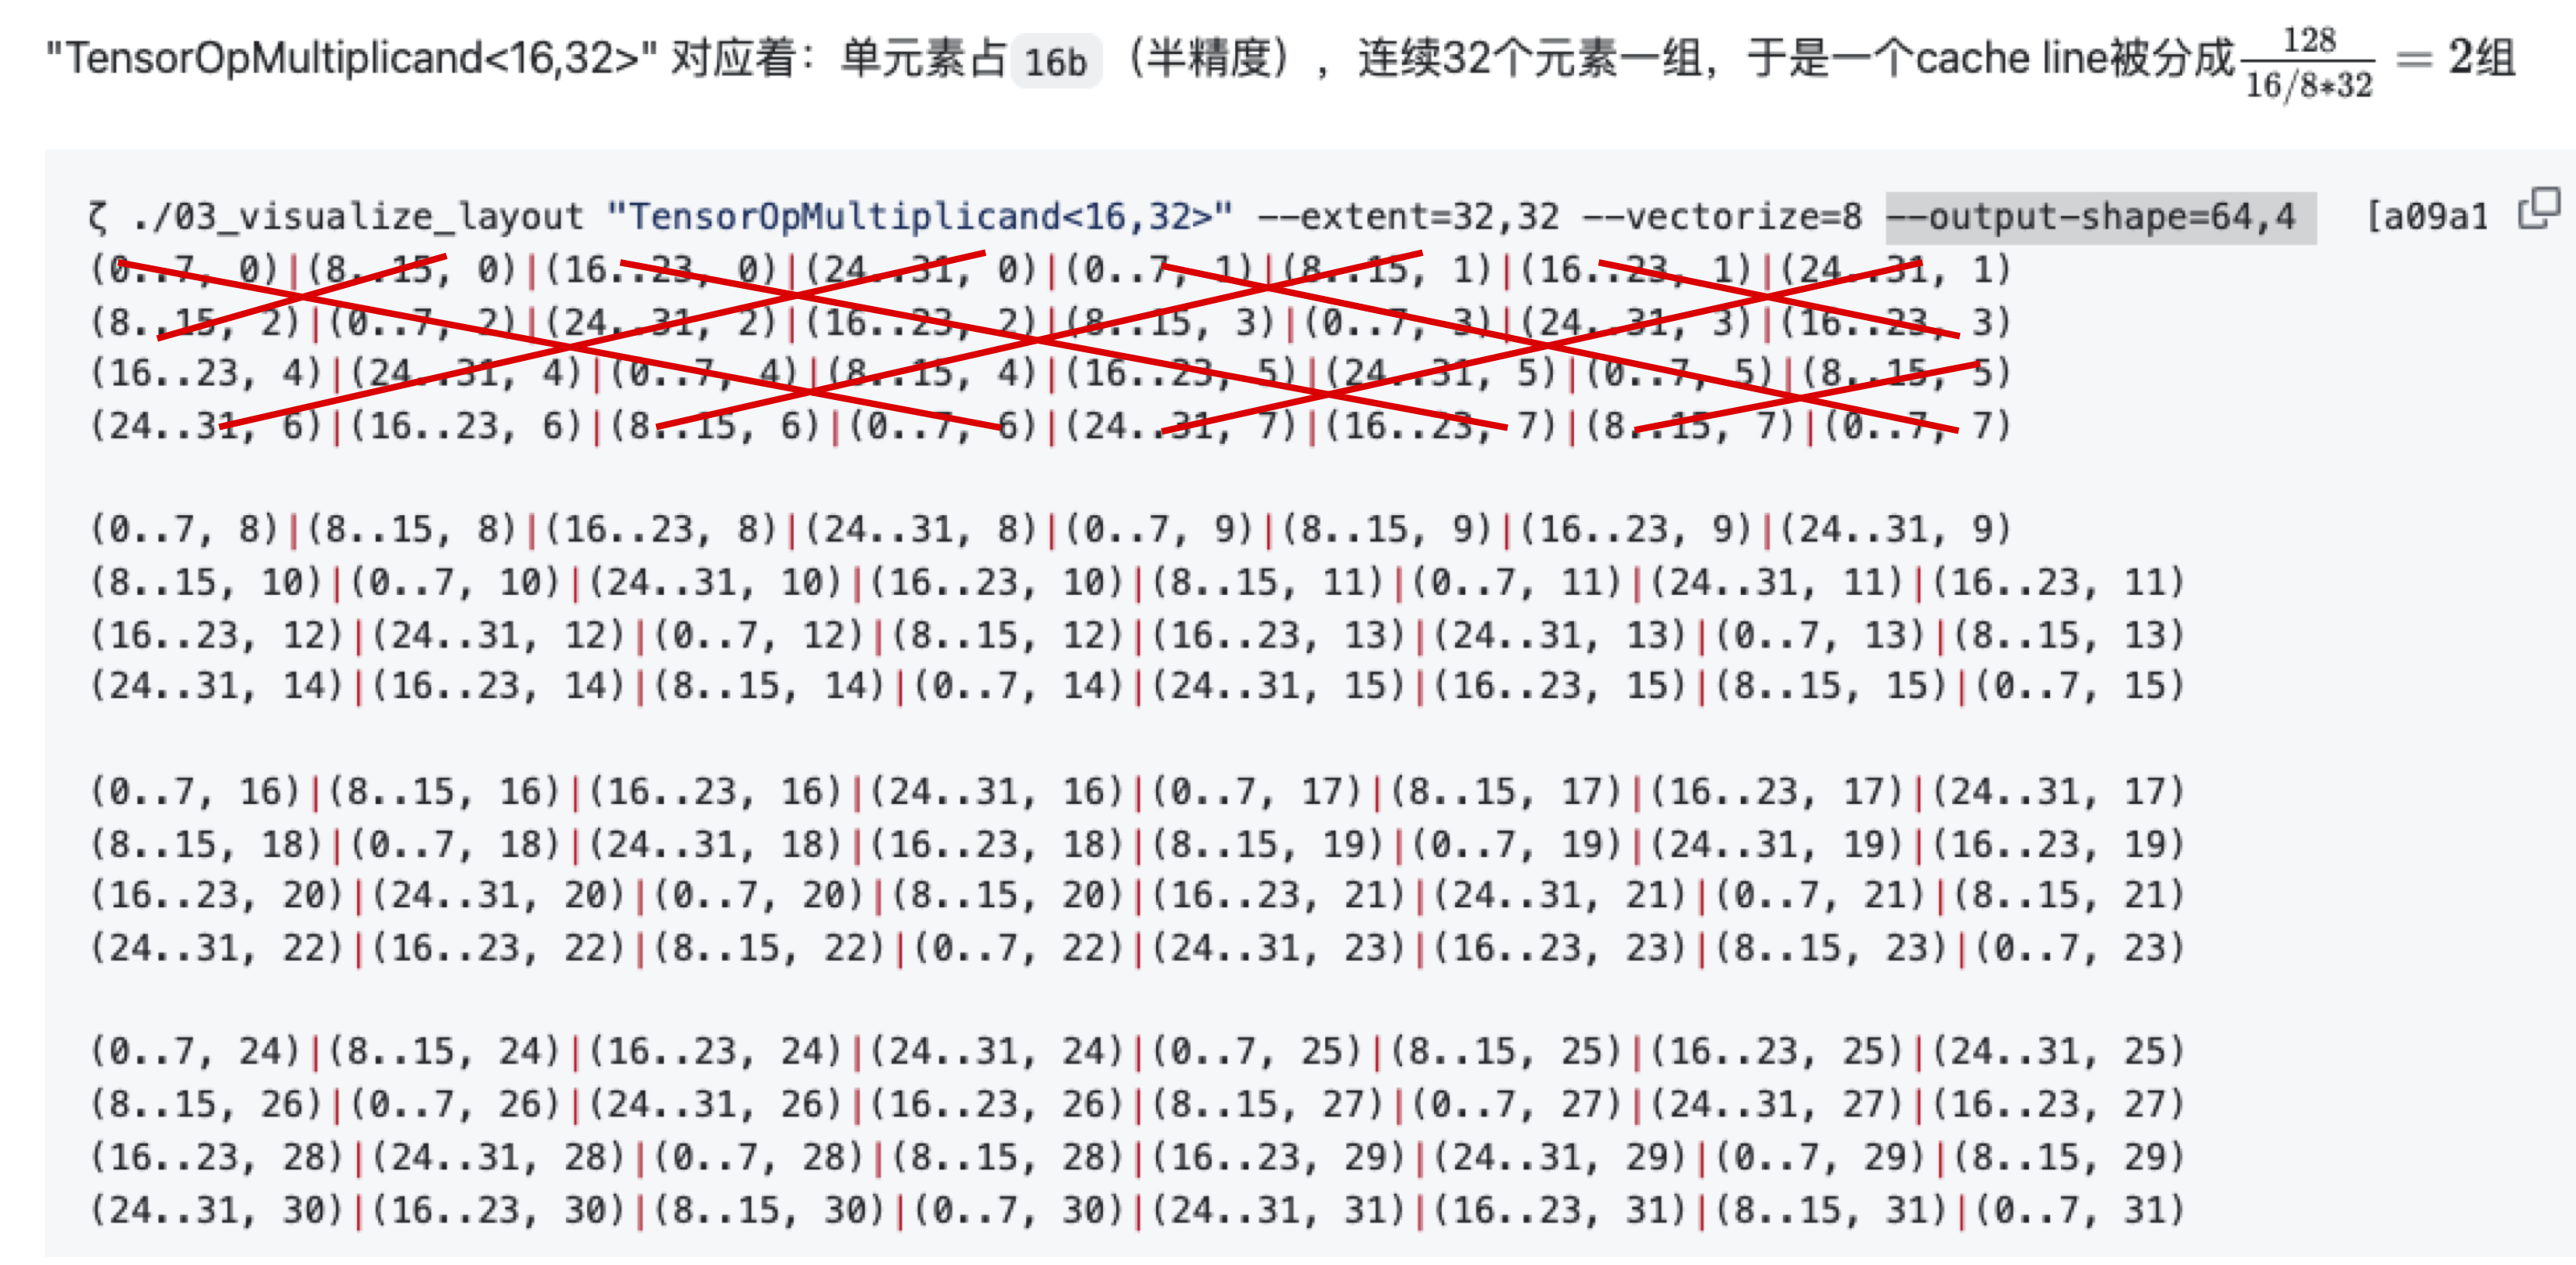 "TensorOpMultiplicand<16,32>" 对应着：单元素占 16b （半精度），连续32个元素一组，于是一个cache line被分成 128/(16/8*32) = 2组
ζ ./03_visualize_layout "TensorOpMultiplicand<16,32>" --extent=32,32 --vectorize=8 --output-shape=64,4 [a09a1
(0..7, 0)|(8..15, 0)|(16..23, 0)|(24..31, 0)|(0..7, 1)|(8..15, 1)|(16..23, 1)|(24..31, 1)
(8..15, 2)|(0..7, 2)|(24..31, 2)|(16..23, 2)|(8..15, 3)|(0..7, 3)|(24..31, 3)|(16..23, 3)
(16..23, 4)|(24..31, 4)|(0..7, 4)|(8..15, 4)|(16..23, 5)|(24..31, 5)|(0..7, 5)|(8..15, 5)
(24..31, 6)|(16..23, 6)|(8..15, 6)|(0..7, 6)|(24..31, 7)|(16..23, 7)|(8..15, 7)|(0..7, 7)
(0..7, 8)|(8..15, 8)|(16..23, 8)|(24..31, 8)|(0..7, 9)|(8..15, 9)|(16..23, 9)|(24..31, 9)
(8..15, 10)|(0..7, 10)|(24..31, 10)|(16..23, 10)|(8..15, 11)|(0..7, 11)|(24..31, 11)|(16..23, 11)
(16..23, 12)|(24..31, 12)|(0..7, 12)|(8..15, 12)|(16..23, 13)|(24..31, 13)|(0..7, 13)|(8..15, 13)
(24..31, 14)|(16..23, 14)|(8..15, 14)|(0..7, 14)|(24..31, 15)|(16..23, 15)|(8..15, 15)|(0..7, 15)
(0..7, 16)|(8..15, 16)|(16..23, 16)|(24..31, 16)|(0..7, 17)|(8..15, 17)|(16..23, 17)|(24..31, 17)
(8..15, 18)|(0..7, 18)|(24..31, 18)|(16..23, 18)|(8..15, 19)|(0..7, 19)|(24..31, 19)|(16..23, 19)
(16..23, 20)|(24..31, 20)|(0..7, 20)|(8..15, 20)|(16..23, 21)|(24..31, 21)|(0..7, 21)|(8..15, 21)
(24..31, 22)|(16..23, 22)|(8..15, 22)|(0..7, 22)|(24..31, 23)|(16..23, 23)|(8..15, 23)|(0..7, 23)
(0..7, 24)|(8..15, 24)|(16..23, 24)|(24..31, 24)|(0..7, 25)|(8..15, 25)|(16..23, 25)|(24..31, 25)
(8..15, 26)|(0..7, 26)|(24..31, 26)|(16..23, 26)|(8..15, 27)|(0..7, 27)|(24..31, 27)|(16..23, 27)
(16..23, 28)|(24..31, 28)|(0..7, 28)|(8..15, 28)|(16..23, 29)|(24..31, 29)|(0..7, 29)|(8..15, 29)
(24..31, 30)|(16..23, 30)|(8..15, 30)|(0..7, 30)|(24..31, 31)|(16..23, 31)|(8..15, 31)|(0..7, 31)